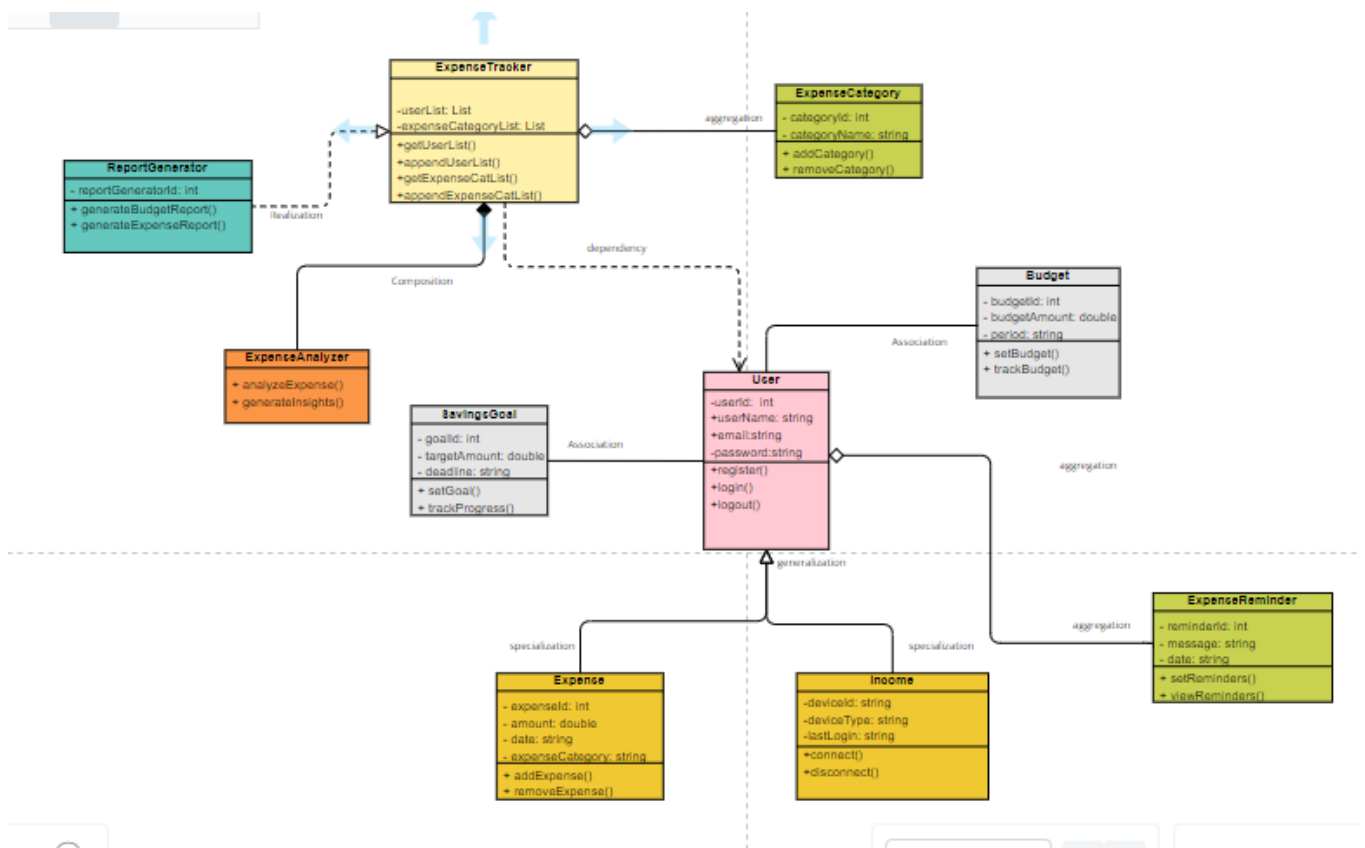 ExpenseTracker
-userList: List
-expenseCategoryList: List
+getUserList()
+appendUserList()
+getExpenseCatList()
+appendExpenseCatList()
aggregation
ExpenseCategory
- categoryId: int
- categoryName: string
+ addCategory()
+ removeCategory()
ReportGenerator
- reportGeneratorId: int
+ generateBudgetReport()
+ generateExpenseReport()
Realization
dependency
Composition
Budget
- budgetId: int
- budgetAmount: double
- period: string
+ setBudget()
+ trackBudget()
Association
ExpenseAnalyzer
+ analyzeExpense()
+ generateInsights()
User
-userId: int
+userName: string
+email:string
-password:string
+register()
+login()
+logout()
SavingsGoal
- goalId: int
- targetAmount: double
- deadline: string
+ setGoal()
+ trackProgress()
Association
aggregation
generalization
specialization
specialization
aggregation
ExpenseReminder
- reminderId: int
- message: string
- date: string
+ setReminders()
+ viewReminders()
Expense
- expenseId: int
- amount: double
- date: string
- expenseCategory: string
+ addExpense()
+ removeExpense()
Income
-deviceId: string
-deviceType: string
-lastLogin: string
+connect()
+disconnect()